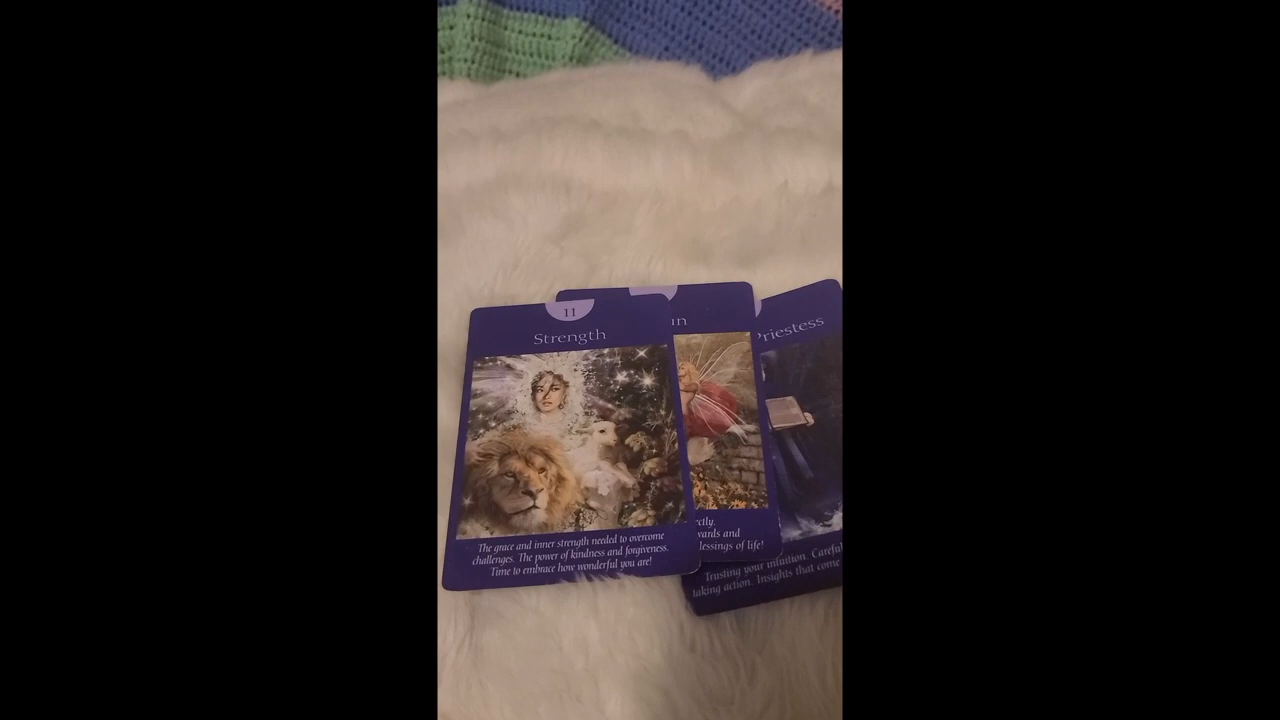 11
Strength
The grace and inner strength needed to overcome
challenges. The power of kindness and forgiveness.
Time to embrace how wonderful you are!
un
ectly.
wards and
lessings of life!
Priestess
Trusting your intuition. Careful
taking action. Insights that come